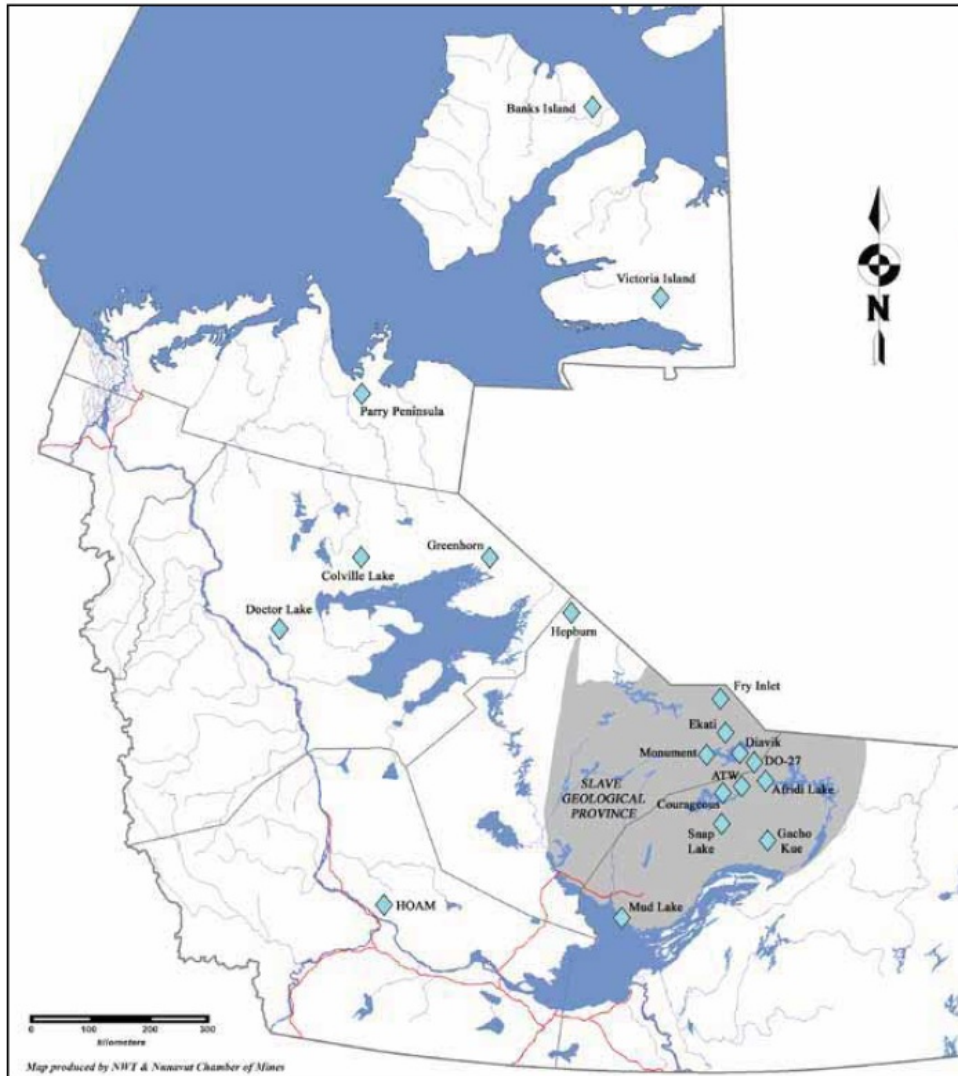 Banks Island
Victoria Island
N
Parry Peninsula
Greenhorn
Colville Lake
Doctor Lake
Hepburn
Fry Inlet
Ekati
Diavik
Monument
DO-27
ATW
Afridi Lake
SLAVE
GEOLOGICAL
PROVINCE
Courageous
Snap
Lake
Gacho
Kue
HOAM
Mud Lake
0 100 200 300
kilometers
Map produced by NWT & Nunavut Chamber of Mines